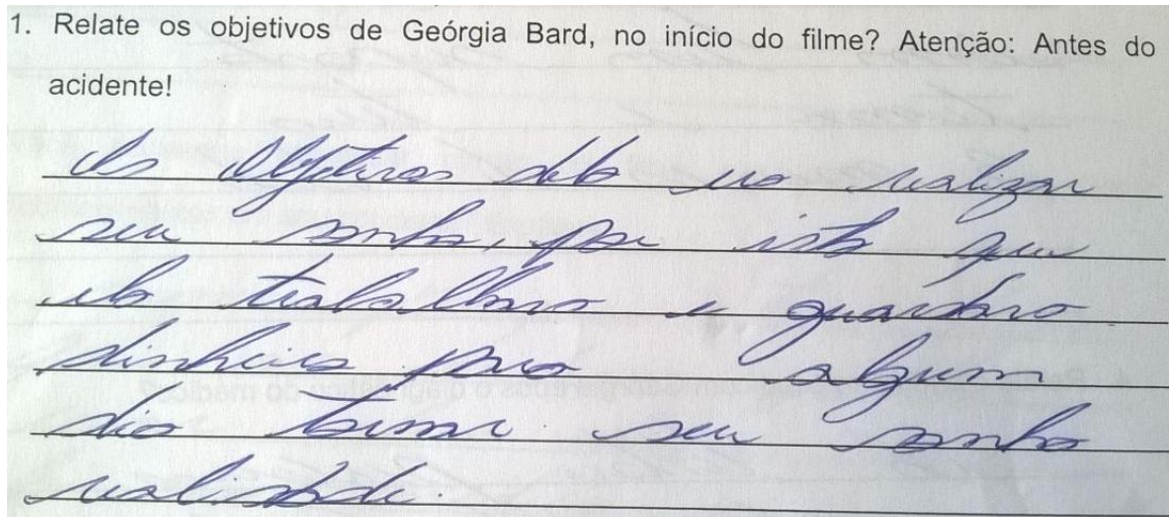 1. Relate os objetivos de Geórgia Bard, no início do filme? Atenção: Antes do
acidente!
Os Objetivos dela era realizar
seu sonho, por isto que
ela trabalhava e guardava
dinheiro para algum
dia tornar seu sonho
realidade.